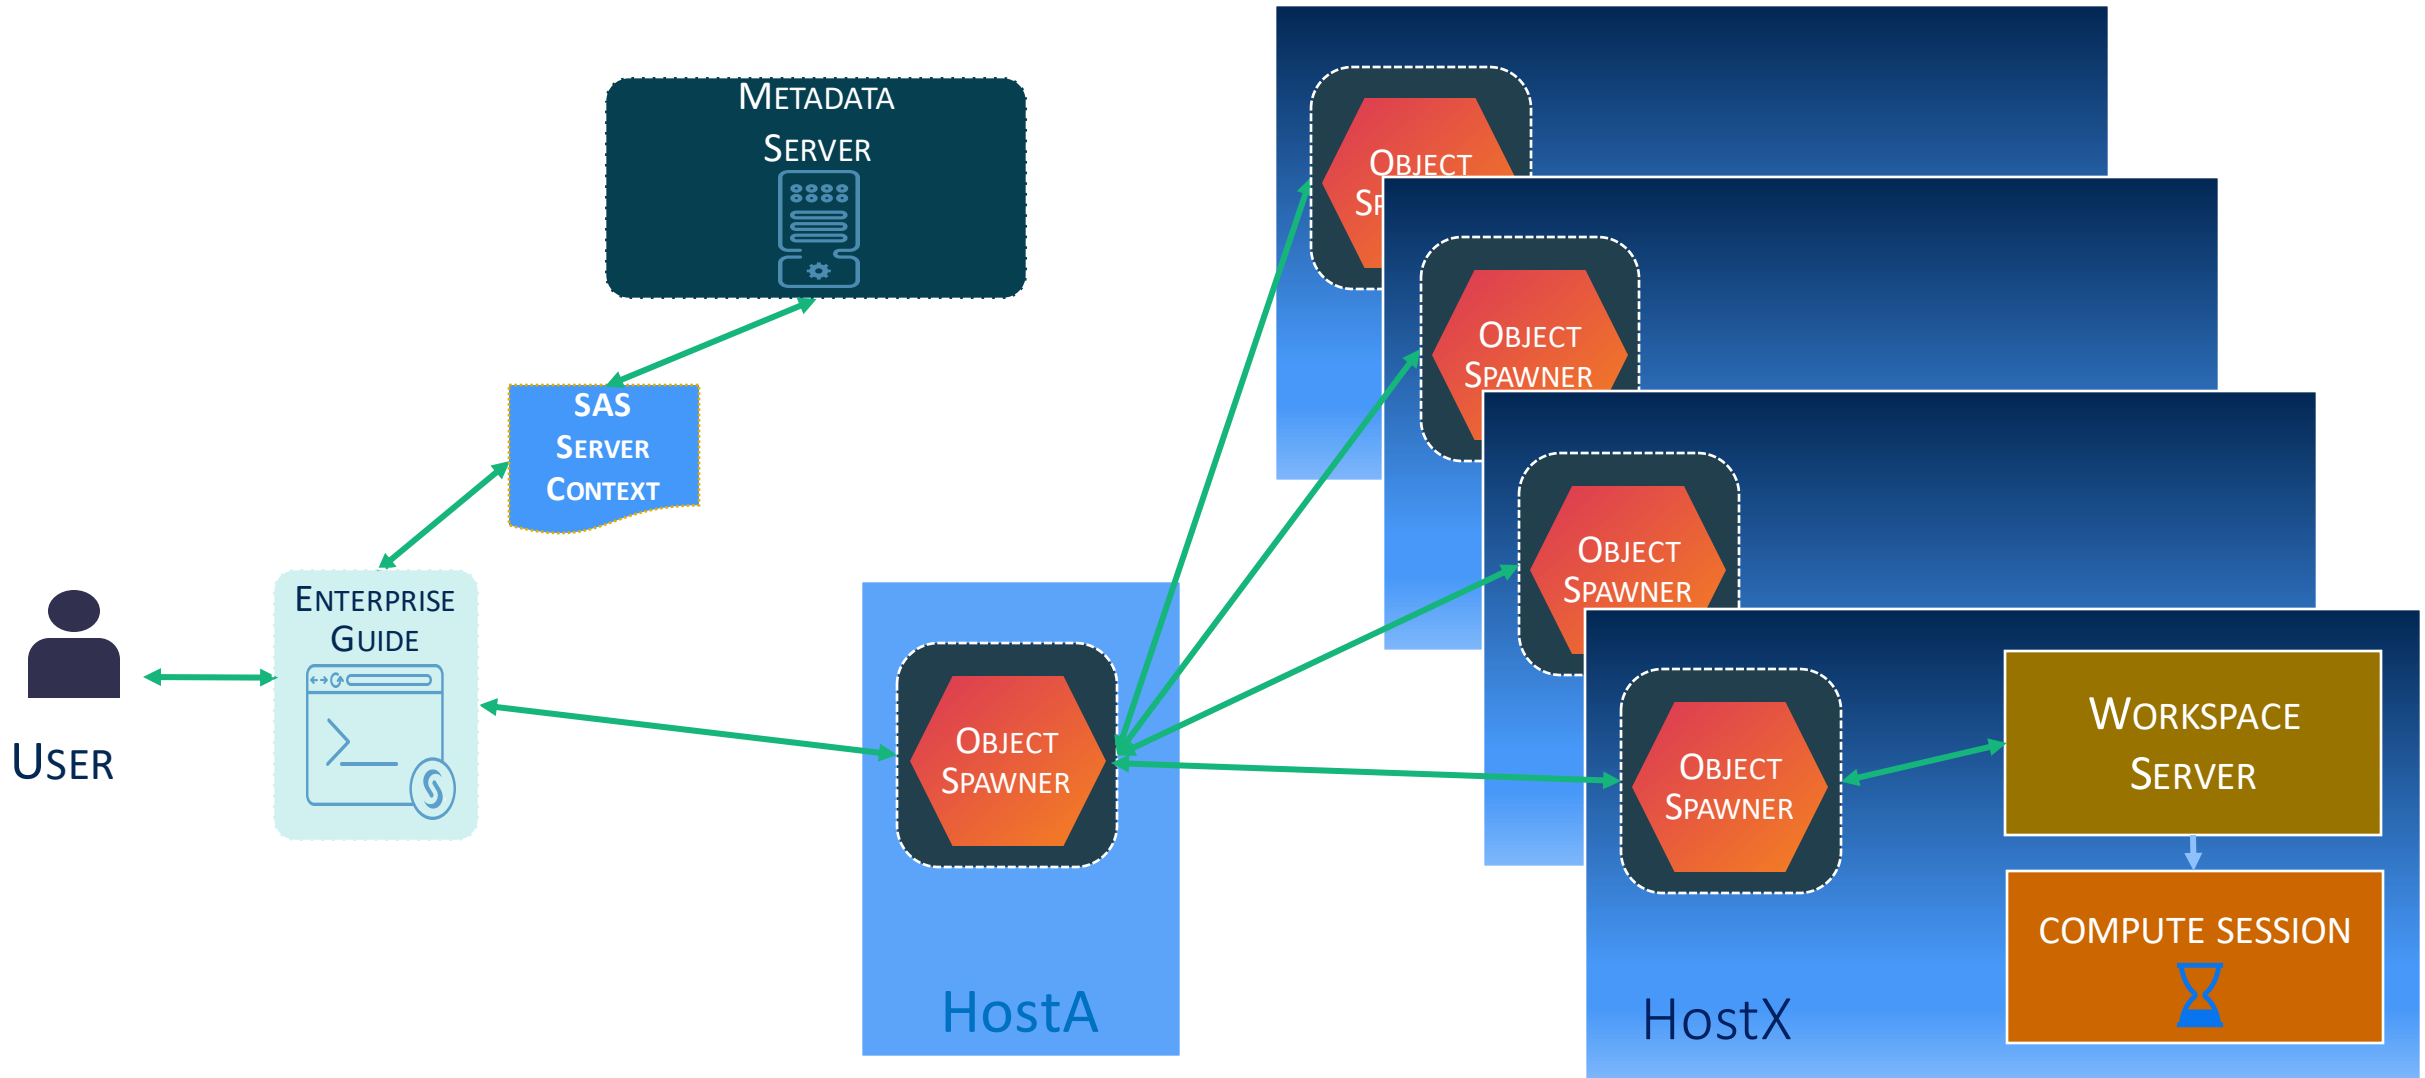 METADATA
SERVER
SAS
SERVER
CONTEXT
ENTERPRISE
GUIDE
USER
OBJECT
SPAWNER
HostA
OBJECT
OBJECT
SPAWNER
OBJECT
SPAWNER
OBJECT
SPAWNER
HostX
WORKSPACE
SERVER
COMPUTE SESSION